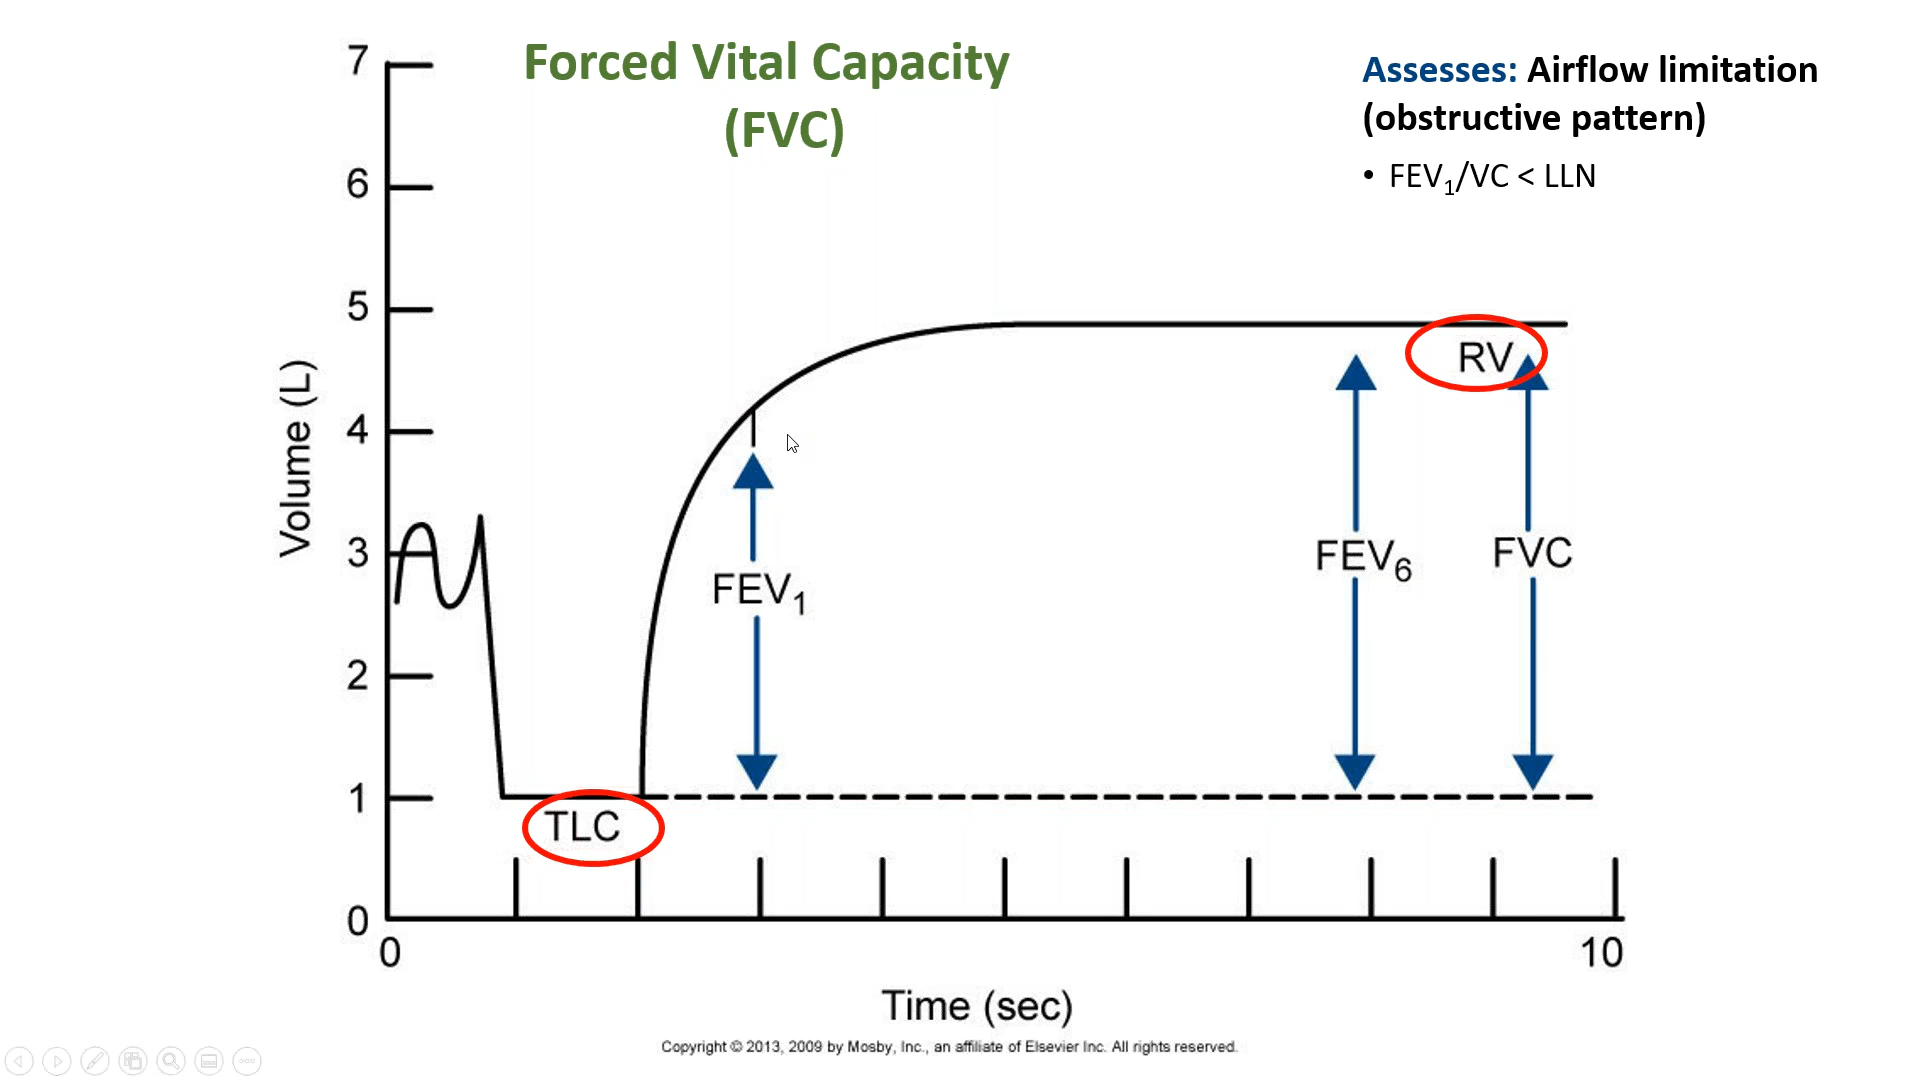 Forced Vital Capacity
(FVC)
Assesses: Airflow limitation
(obstructive pattern)
• FEV₁/VC < LLN
7
6
5
4
3
2
1
0
Volume (L)
RV
FEV₁
FEV₆
FVC
TLC
0
10
Time (sec)
Copyright © 2013, 2009 by Mosby, Inc., an affiliate of Elsevier Inc. All rights reserved.